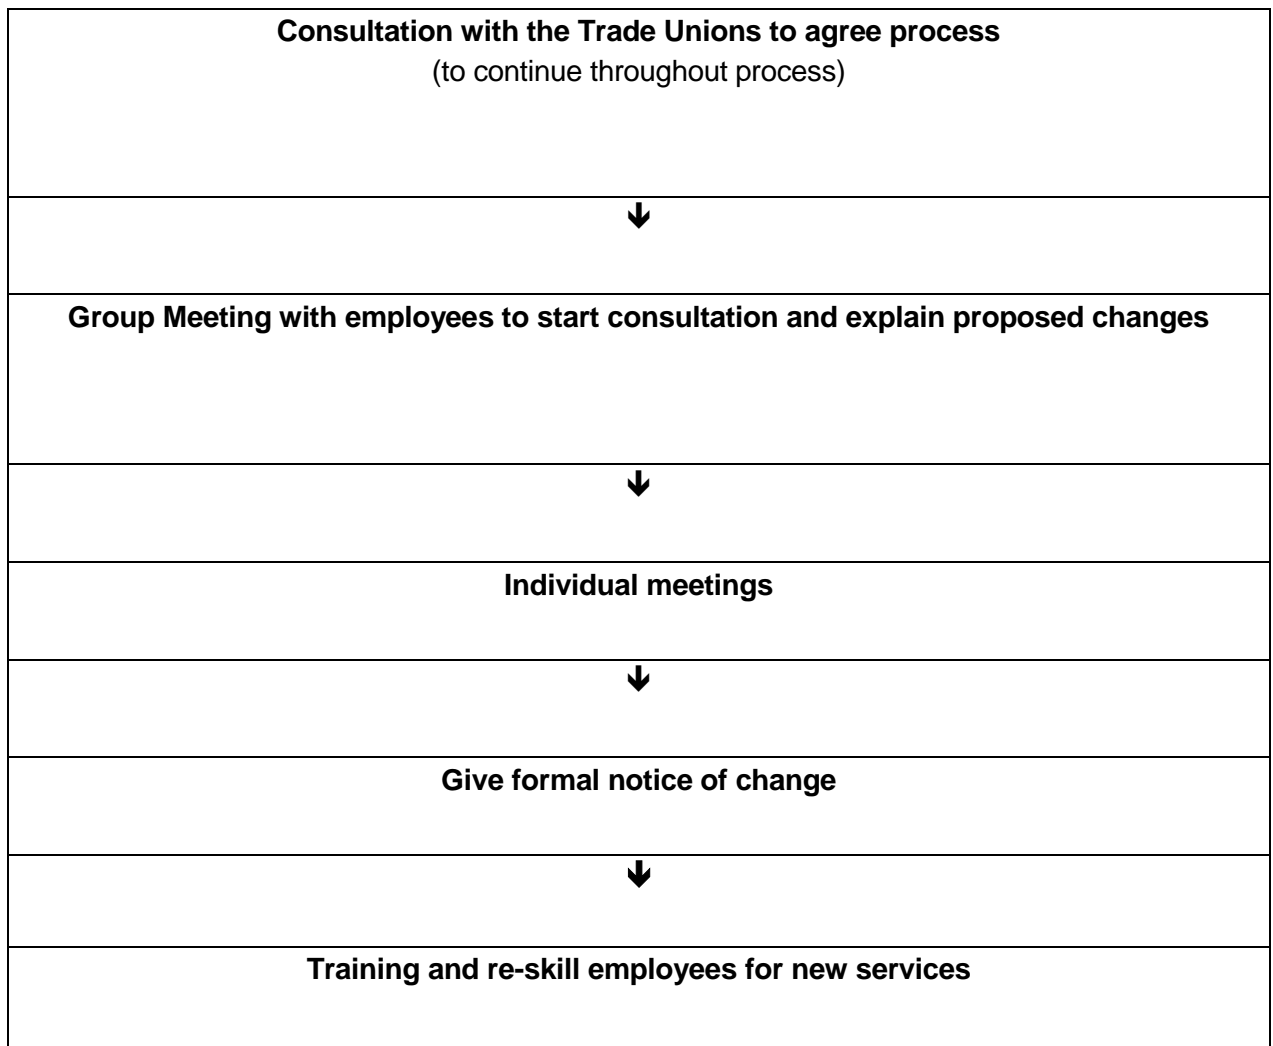 Consultation with the Trade Unions to agree process
(to continue throughout process)
🡻
Group Meeting with employees to start consultation and explain proposed changes
🡻
Individual meetings
🡻
Give formal notice of change
🡻
Training and re-skill employees for new services